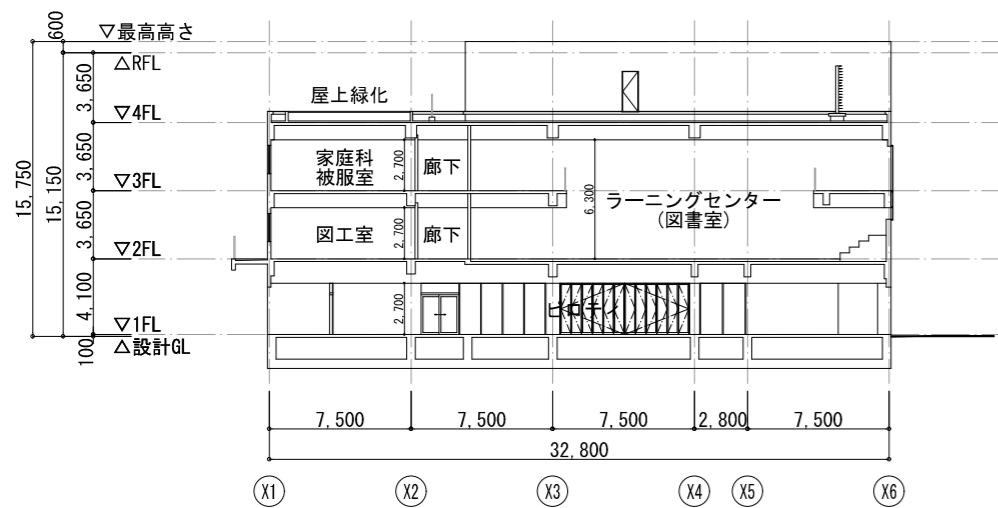 600
▽最高高さ
△RFL
3,650
屋上緑化
▽4FL
3,650
家庭科
被服室
2,700
廊下
15,750
15,150
▽3FL
6,300
ラーニングセンター
(図書室)
3,650
図工室
2,700
廊下
▽2FL
4,100
2,700
ピロティ
▽1FL
100
△設計GL
7,500
7,500
7,500
2,800
7,500
32,800
X1
X2
X3
X4
X5
X6